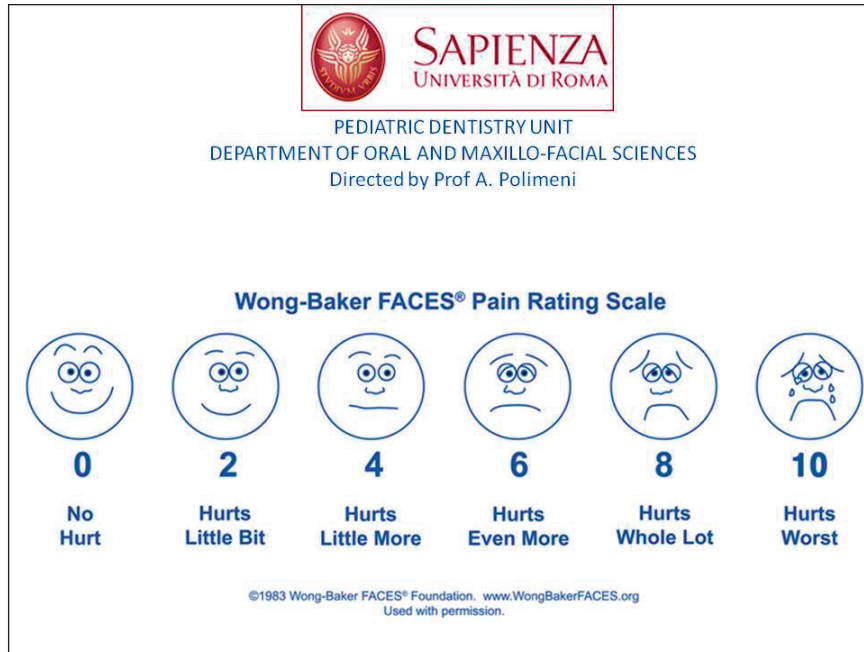 STVDIVM VRBIS
SAPIENZA
UNIVERSITÀ DI ROMA
PEDIATRIC DENTISTRY UNIT
DEPARTMENT OF ORAL AND MAXILLO-FACIAL SCIENCES
Directed by Prof A. Polimeni
Wong-Baker FACES® Pain Rating Scale
0 2 4 6 8 10
No Hurts Hurts Hurts Hurts Hurts
Hurt Little Bit Little More Even More Whole Lot Worst
©1983 Wong-Baker FACES® Foundation. www.WongBakerFACES.org
Used with permission.